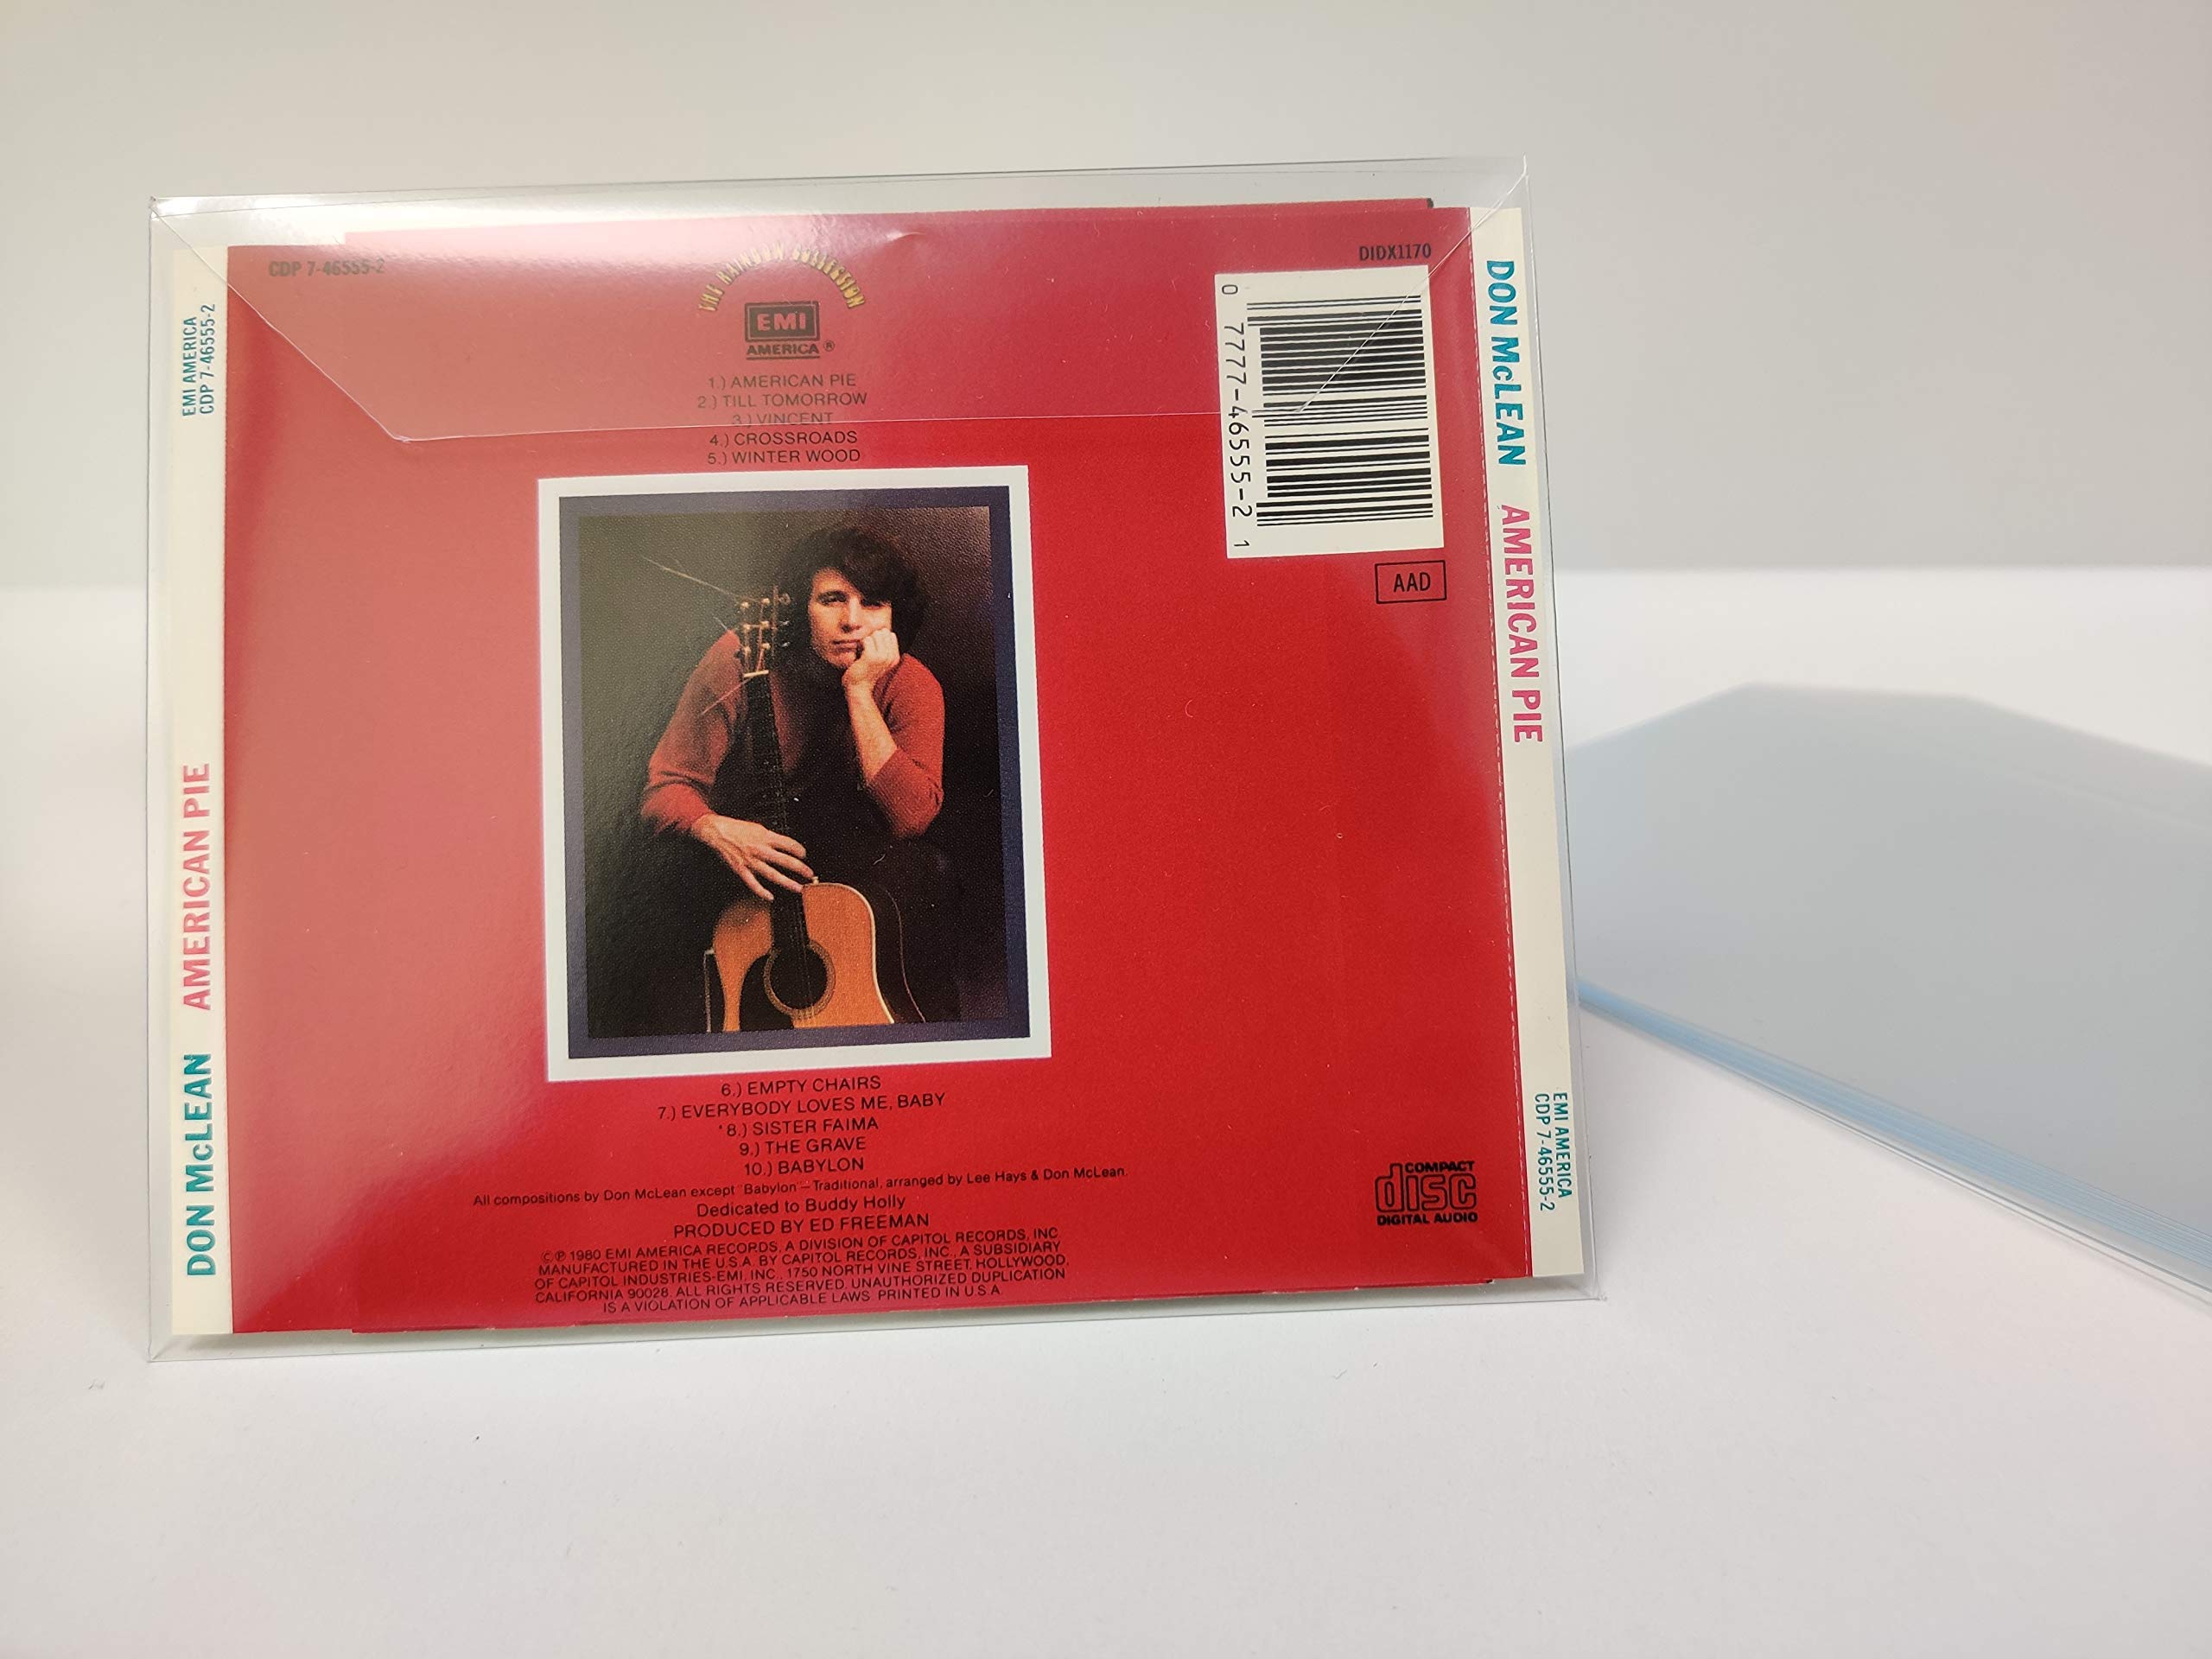 CDP 7-46555-2
THE RAINBOW COLLECTION
EMI
AMERICA®
DIDX1170
1.) AMERICAN PIE
2.) TILL TOMORROW
3.) VINCENT
4.) CROSSROADS
5.) WINTER WOOD
0 7777-46555-2 1
AAD
6.) EMPTY CHAIRS
7.) EVERYBODY LOVES ME, BABY
8.) SISTER FAIMA
9.) THE GRAVE
10.) BABYLON
All compositions by Don McLean except "Babylon"—Traditional, arranged by Lee Hays & Don McLean.
Dedicated to Buddy Holly
PRODUCED BY ED FREEMAN
©℗ 1980 EMI AMERICA RECORDS, A DIVISION OF CAPITOL RECORDS, INC.
MANUFACTURED IN THE U.S.A. BY CAPITOL RECORDS, INC., A SUBSIDIARY
OF CAPITOL INDUSTRIES-EMI, INC., 1750 NORTH VINE STREET, HOLLYWOOD,
CALIFORNIA 90028. ALL RIGHTS RESERVED. UNAUTHORIZED DUPLICATION
IS A VIOLATION OF APPLICABLE LAWS. PRINTED IN U.S.A.
COMPACT
disc
DIGITAL AUDIO
DON McLEAN AMERICAN PIE
EMI AMERICA
CDP 7-46555-2
DON McLEAN AMERICAN PIE
EMI AMERICA
CDP 7-46555-2